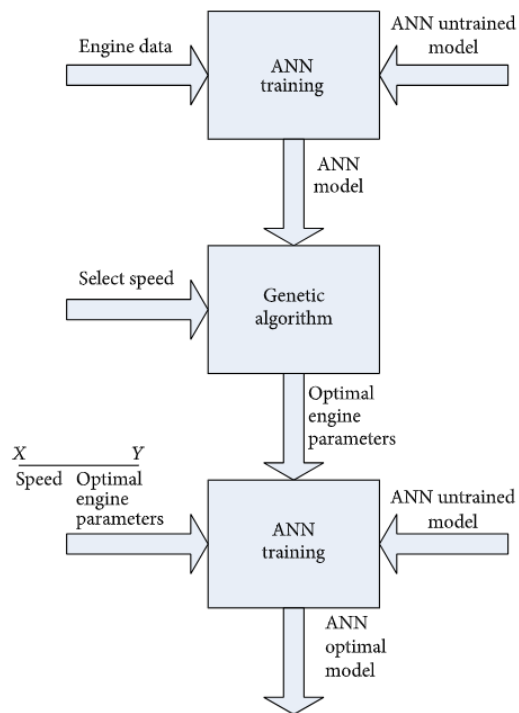 Engine data
ANN
training
ANN untrained
model
ANN
model
Select speed
Genetic
algorithm
Optimal
engine
parameters
X Y
Speed Optimal
engine
parameters
ANN
training
ANN untrained
model
ANN
optimal
model